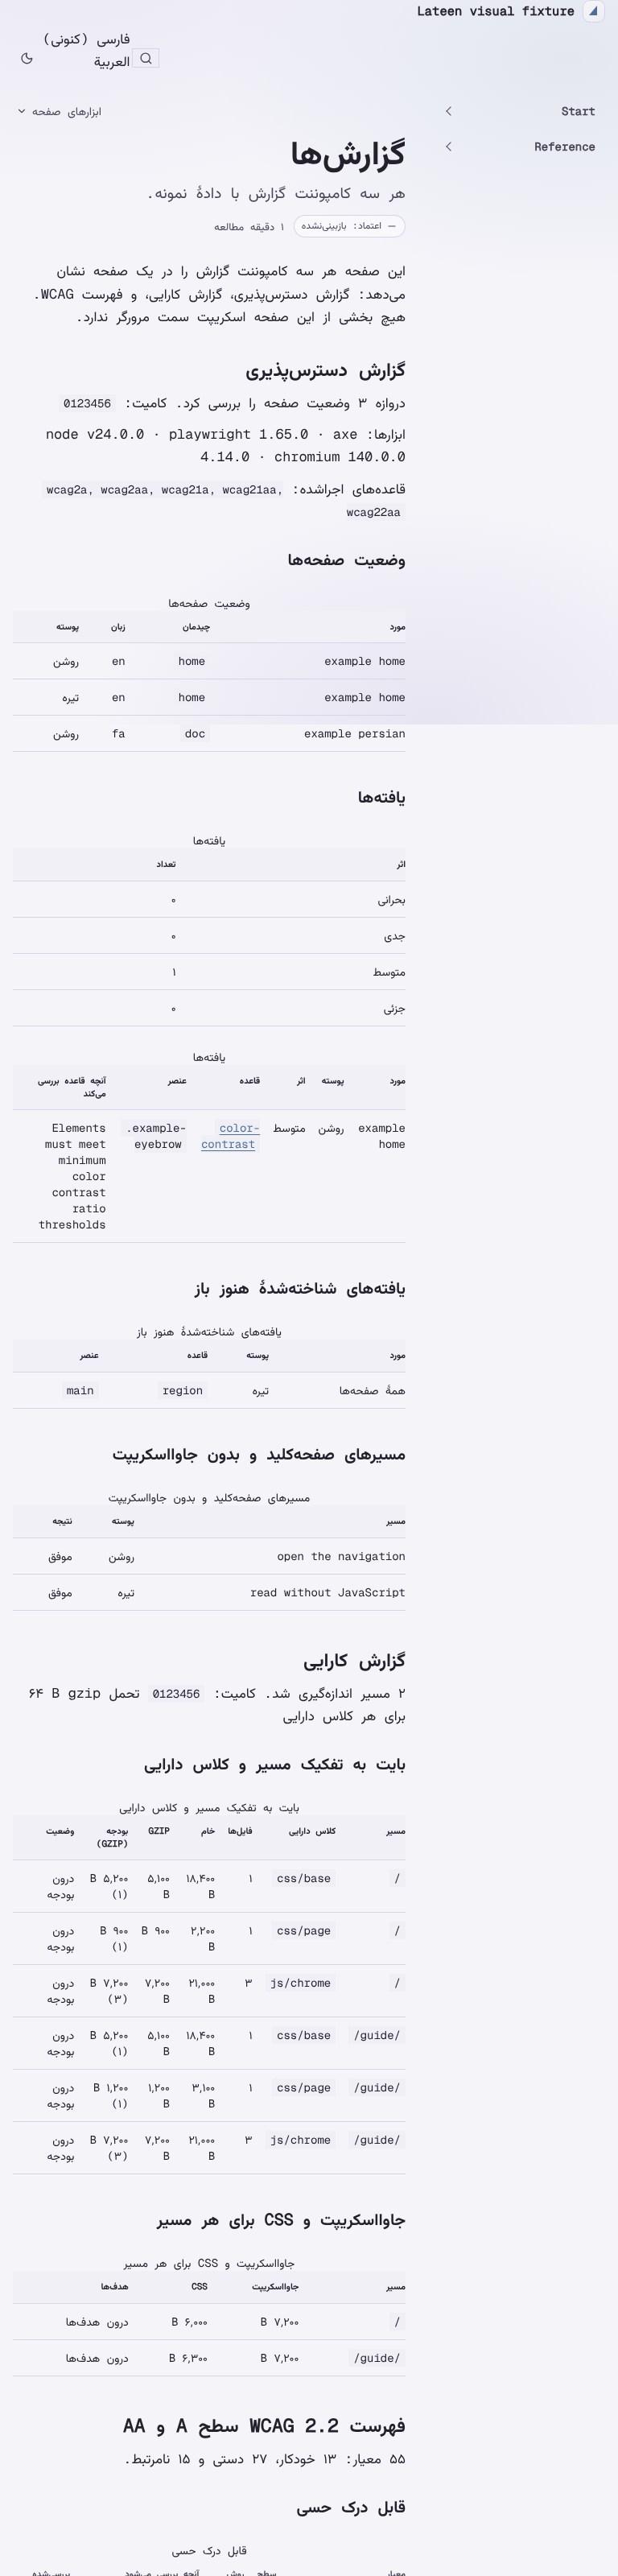 Lateen visual fixture
فارسی (کنونی)
العربية
Start
Reference
ابزارهای صفحه
گزارش‌ها
هر سه کامپوننت گزارش با دادهٔ نمونه.
— اعتماد: بازبینی‌نشده
۱ دقیقه مطالعه
این صفحه هر سه کامپوننت گزارش را در یک صفحه نشان
می‌دهد: گزارش دسترس‌پذیری، گزارش کارایی، و فهرست WCAG.
هیچ بخشی از این صفحه اسکریپت سمت مرورگر ندارد.
گزارش دسترس‌پذیری
دروازه ۳ وضعیت صفحه را بررسی کرد. کامیت: 0123456
ابزارها: node v24.0.0 · playwright 1.65.0 · axe
4.14.0 · chromium 140.0.0
قاعده‌های اجراشده: wcag2a, wcag2aa, wcag21a, wcag21aa,
wcag22aa
وضعیت صفحه‌ها
وضعیت صفحه‌ها
مورد چیدمان زبان پوسته
example home home en روشن
example home home en تیره
example persian doc fa روشن
یافته‌ها
یافته‌ها
اثر تعداد
بحرانی ۰
جدی ۰
متوسط ۱
جزئی ۰
یافته‌ها
مورد پوسته اثر قاعده عنصر آنچه قاعده بررسی
می‌کند
example روشن متوسط color- .example- Elements
home contrast eyebrow must meet
minimum
color
contrast
ratio
thresholds
یافته‌های شناخته‌شدهٔ هنوز باز
یافته‌های شناخته‌شدهٔ هنوز باز
مورد پوسته قاعده عنصر
همهٔ صفحه‌ها تیره region main
مسیرهای صفحه‌کلید و بدون جاوااسکریپت
مسیرهای صفحه‌کلید و بدون جاوااسکریپت
مسیر پوسته نتیجه
open the navigation روشن موفق
read without JavaScript تیره موفق
گزارش کارایی
۲ مسیر اندازه‌گیری شد. کامیت: 0123456 تحمل ۶۴ B gzip
برای هر کلاس دارایی
بایت به تفکیک مسیر و کلاس دارایی
بایت به تفکیک مسیر و کلاس دارایی
مسیر کلاس دارایی فایل‌ها خام GZIP بودجه وضعیت
(GZIP)
/ css/base ۱ ۱۸٬۴۰۰ ۵٬۱۰۰ ۵٬۲۰۰ B درون
B B (۱) بودجه
/ css/page ۱ ۲٬۲۰۰ ۹۰۰ B ۹۰۰ B درون
B (۱) بودجه
/ js/chrome ۳ ۲۱٬۰۰۰ ۷٬۲۰۰ ۷٬۲۰۰ B درون
B B (۳) بودجه
/guide/ css/base ۱ ۱۸٬۴۰۰ ۵٬۱۰۰ ۵٬۲۰۰ B درون
B B (۱) بودجه
/guide/ css/page ۱ ۳٬۱۰۰ ۱٬۲۰۰ ۱٬۲۰۰ B درون
B B (۱) بودجه
/guide/ js/chrome ۳ ۲۱٬۰۰۰ ۷٬۲۰۰ ۷٬۲۰۰ B درون
B B (۳) بودجه
جاوااسکریپت و CSS برای هر مسیر
جاوااسکریپت و CSS برای هر مسیر
مسیر جاوااسکریپت CSS هدف‌ها
/ ۷٬۲۰۰ B ۶٬۰۰۰ B درون هدف‌ها
/guide/ ۷٬۲۰۰ B ۶٬۳۰۰ B درون هدف‌ها
فهرست WCAG 2.2 سطح A و AA
۵۵ معیار: ۱۳ خودکار، ۲۷ دستی و ۱۵ نامرتبط.
قابل درک حسی
قابل درک حسی
معیار سطح روش آنچه بررسی می‌شود بررسی‌شده